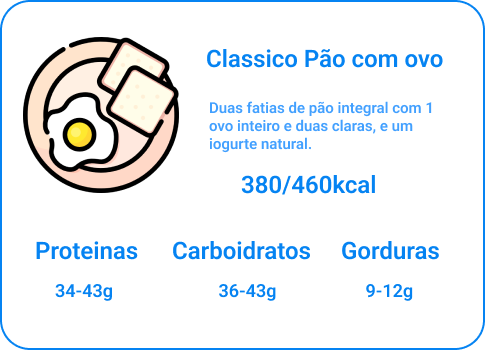 Classico Pão com ovo
Duas fatias de pão integral com 1
ovo inteiro e duas claras, e um
iogurte natural.
380/460kcal
Proteinas Carboidratos Gorduras
34-43g 36-43g 9-12g